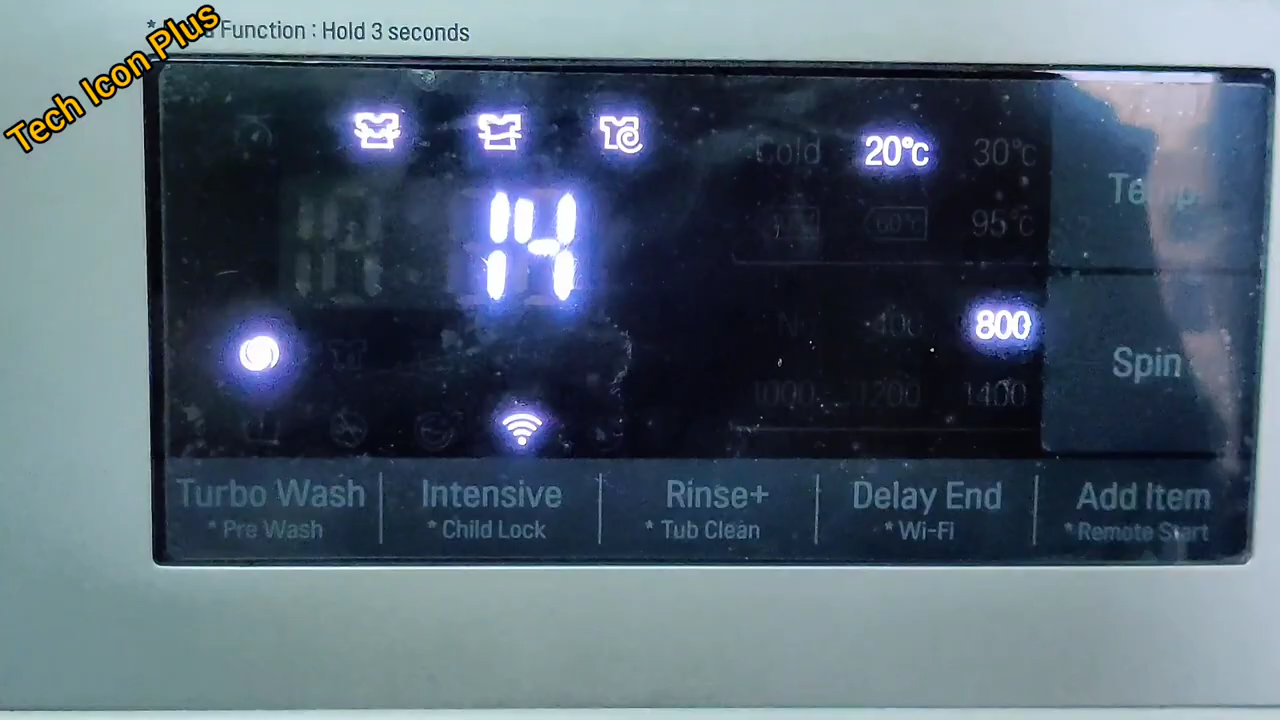 Tech Icon Plus
Function : Hold 3 seconds
Cold 20°C 30°C
60°C 95°C
Temp.
14
No 400 800
Spin
1000 1200 1400
Turbo Wash Intensive Rinse+ Delay End Add Item
* Pre Wash * Child Lock * Tub Clean * Wi-Fi * Remote Start